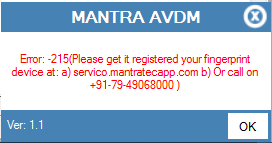 MANTRA AVDM
Error: -215(Please get it registered your fingerprint
device at: a) servico.mantratecapp.com b) Or call on
+91-79-49068000 )
Ver: 1.1
OK